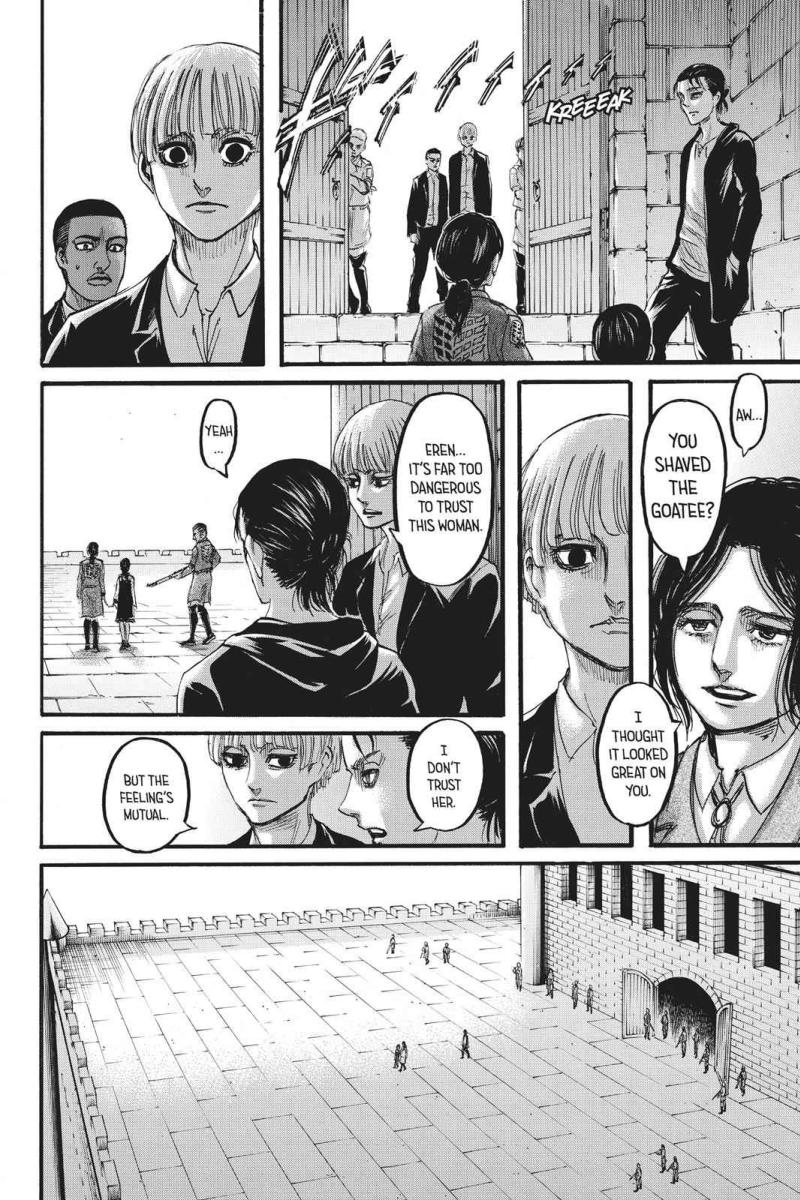 KREEEAK
AW...
YOU
SHAVED
THE
GOATEE?
I
THOUGHT
IT LOOKED
GREAT ON
YOU.
EREN...
IT'S FAR TOO
DANGEROUS
TO TRUST
THIS WOMAN.
YEAH
...
I
DON'T
TRUST
HER.
BUT THE
FEELING'S
MUTUAL.